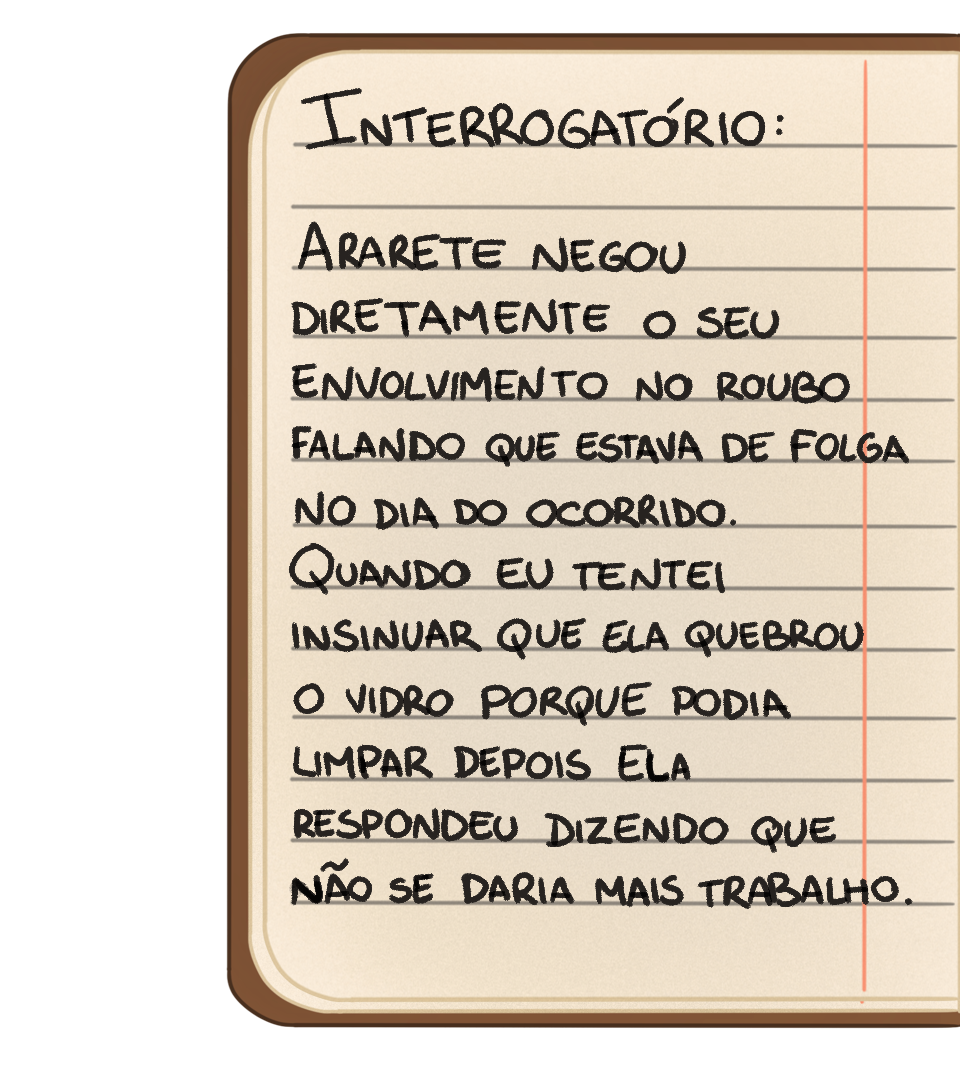 Interrogatório:
Ararete negou
diretamente o seu
envolvimento no roubo
falando que estava de folga
no dia do ocorrido.
Quando eu tentei
insinuar que ela quebrou
o vidro porque podia
limpar depois Ela
respondeu dizendo que
não se daria mais trabalho.